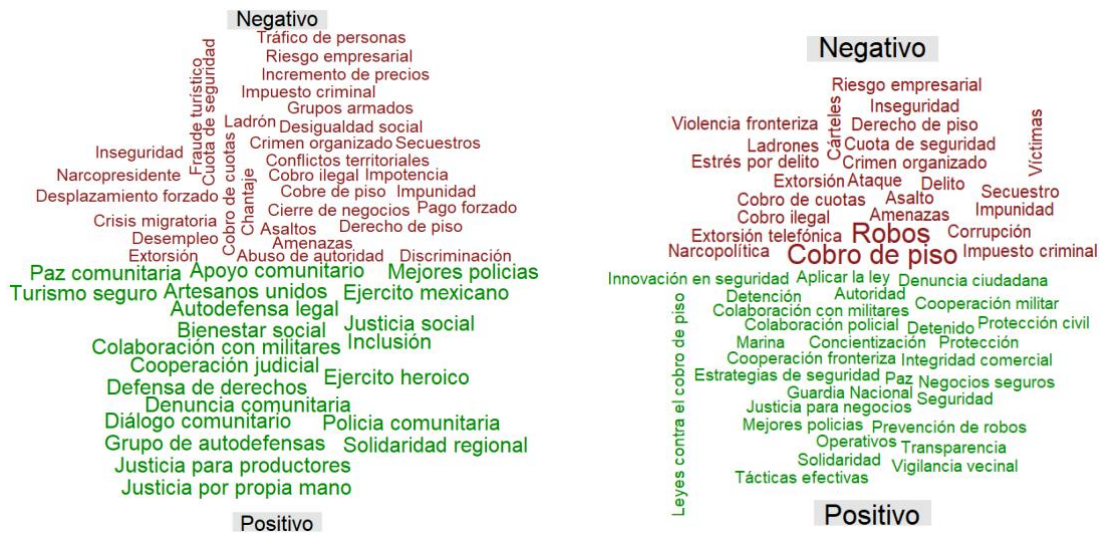 Negativo
Tráfico de personas
Riesgo empresarial
Incremento de precios
Impuesto criminal
Grupos armados
Fraude turístico
Cuota de seguridad
Ladrón
Desigualdad social
Crimen organizado
Secuestros
Inseguridad
Conflictos territoriales
Narcopresidente
Cobro ilegal
Impotencia
Desplazamiento forzado
Cobro de cuotas
Chantaje
Cobre de piso
Impunidad
Cierre de negocios
Pago forzado
Crisis migratoria
Asaltos
Derecho de piso
Desempleo
Amenazas
Extorsión
Abuso de autoridad
Discriminación
Paz comunitaria
Apoyo comunitario
Mejores policias
Turismo seguro
Artesanos unidos
Ejercito mexicano
Autodefensa legal
Bienestar social
Justicia social
Colaboración con militares
Inclusión
Cooperación judicial
Ejercito heroico
Defensa de derechos
Denuncia comunitaria
Diálogo comunitario
Policia comunitaria
Grupo de autodefensas
Solidaridad regional
Justicia para productores
Justicia por propia mano
Positivo
Negativo
Riesgo empresarial
Inseguridad
Violencia fronteriza
Cárteles
Derecho de piso
Víctimas
Ladrones
Cuota de seguridad
Estrés por delito
Crimen organizado
Extorsión
Ataque
Delito
Secuestro
Cobro de cuotas
Asalto
Impunidad
Cobro ilegal
Amenazas
Extorsión telefónica
Robos
Corrupción
Narcopolítica
Cobro de piso
Impuesto criminal
Innovación en seguridad
Aplicar la ley
Denuncia ciudadana
Leyes contra el cobro de piso
Detención
Autoridad
Cooperación militar
Colaboración con militares
Colaboración policial
Detenido
Protección civil
Marina
Concientización
Protección
Cooperación fronteriza
Integridad comercial
Estrategias de seguridad
Paz
Negocios seguros
Guardia Nacional
Seguridad
Justicia para negocios
Mejores policias
Prevención de robos
Operativos
Transparencia
Solidaridad
Vigilancia vecinal
Tácticas efectivas
Positivo